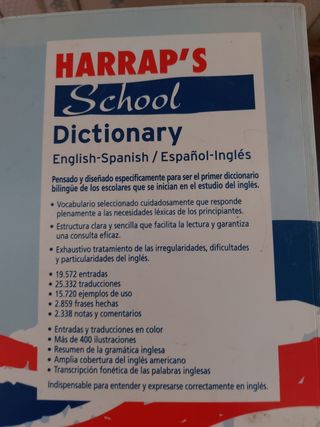 HARRAP'S
School
Dictionary
English-Spanish / Español-Inglés
Pensado y diseñado específicamente para ser el primer diccionario
bilingüe de los escolares que se inician en el estudio del inglés.
• Vocabulario seleccionado cuidadosamente que responde
plenamente a las necesidades léxicas de los principiantes.
• Estructura clara y sencilla que facilita la lectura y garantiza
una consulta eficaz.
• Exhaustivo tratamiento de las irregularidades, dificultades
y particularidades del inglés.
• 19.572 entradas
• 25.332 traducciones
• 15.720 ejemplos de uso
• 2.859 frases hechas
• 2.338 notas y comentarios
• Entradas y traducciones en color
• Más de 400 ilustraciones
• Resumen de la gramática inglesa
• Amplia cobertura del inglés americano
• Transcripción fonética de las palabras inglesas
Indispensable para entender y expresarse correctamente en inglés.